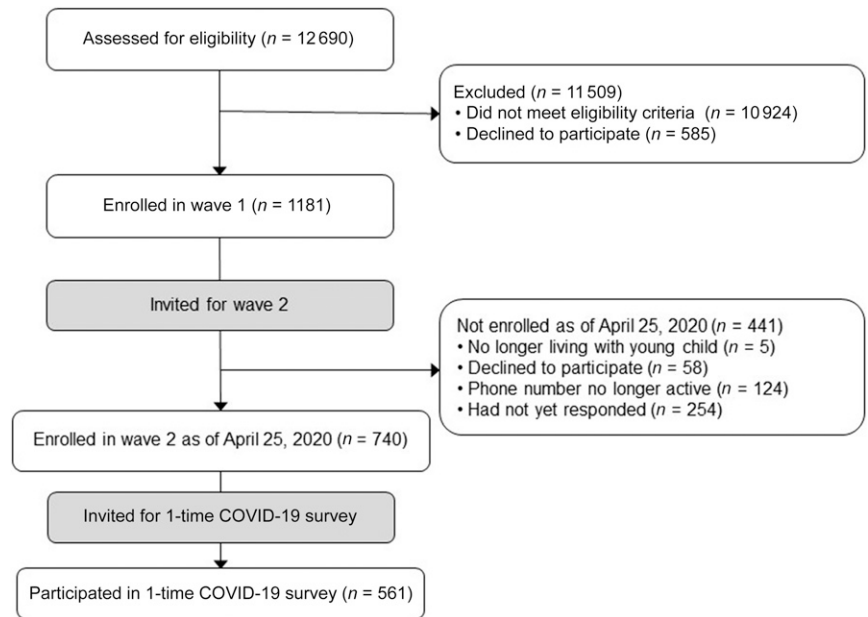 Assessed for eligibility (n = 12 690)
Excluded (n = 11 509)
• Did not meet eligibility criteria (n = 10 924)
• Declined to participate (n = 585)
Enrolled in wave 1 (n = 1181)
Invited for wave 2
Not enrolled as of April 25, 2020 (n = 441)
• No longer living with young child (n = 5)
• Declined to participate (n = 58)
• Phone number no longer active (n = 124)
• Had not yet responded (n = 254)
Enrolled in wave 2 as of April 25, 2020 (n = 740)
Invited for 1-time COVID-19 survey
Participated in 1-time COVID-19 survey (n = 561)